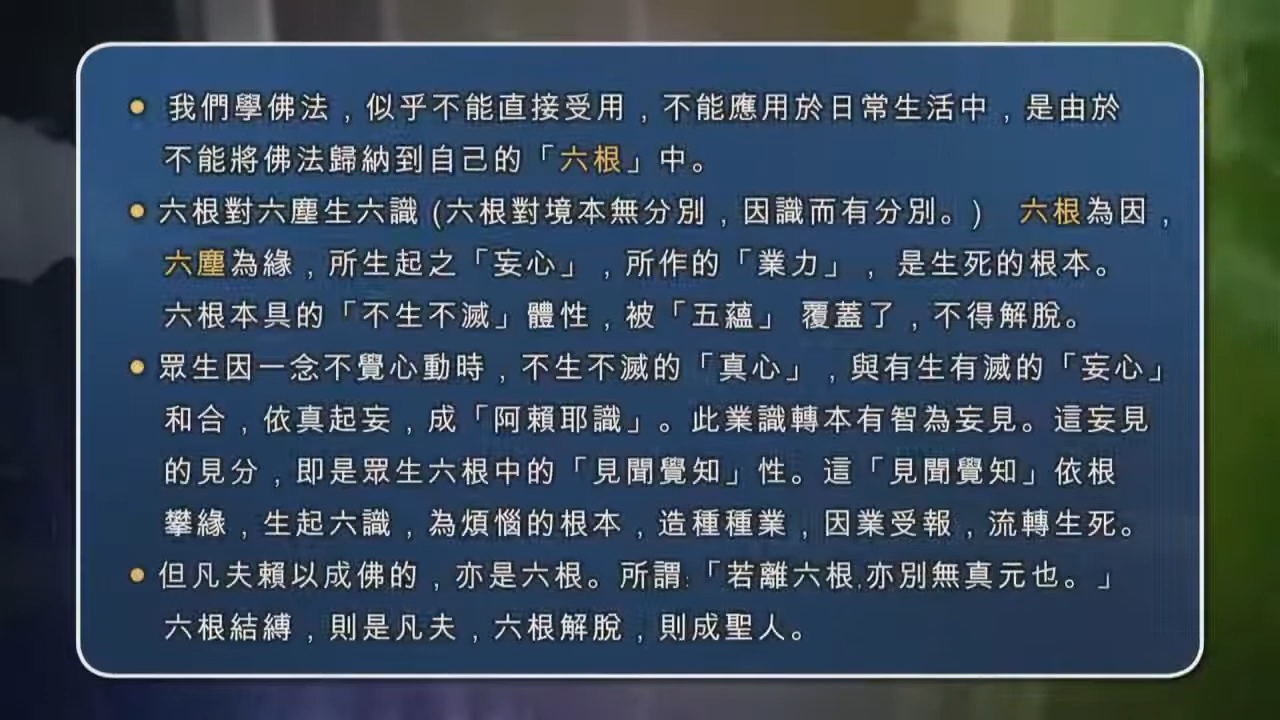 • 我們學佛法，似乎不能直接受用，不能應用於日常生活中，是由於
不能將佛法歸納到自己的「六根」中。
• 六根對六塵生六識 (六根對境本無分別，因識而有分別。)　六根為因，
六塵為緣，所生起之「妄心」，所作的「業力」，是生死的根本。
六根本具的「不生不滅」體性，被「五蘊」 覆蓋了，不得解脫。
• 眾生因一念不覺心動時，不生不滅的「真心」，與有生有滅的「妄心」
和合，依真起妄，成「阿賴耶識」。此業識轉本有智為妄見。這妄見
的見分，即是眾生六根中的「見聞覺知」性。這「見聞覺知」依根
攀緣，生起六識，為煩惱的根本，造種種業，因業受報，流轉生死。
• 但凡夫賴以成佛的，亦是六根。所謂:「若離六根,亦別無真元也。」
六根結縛，則是凡夫，六根解脫，則成聖人。